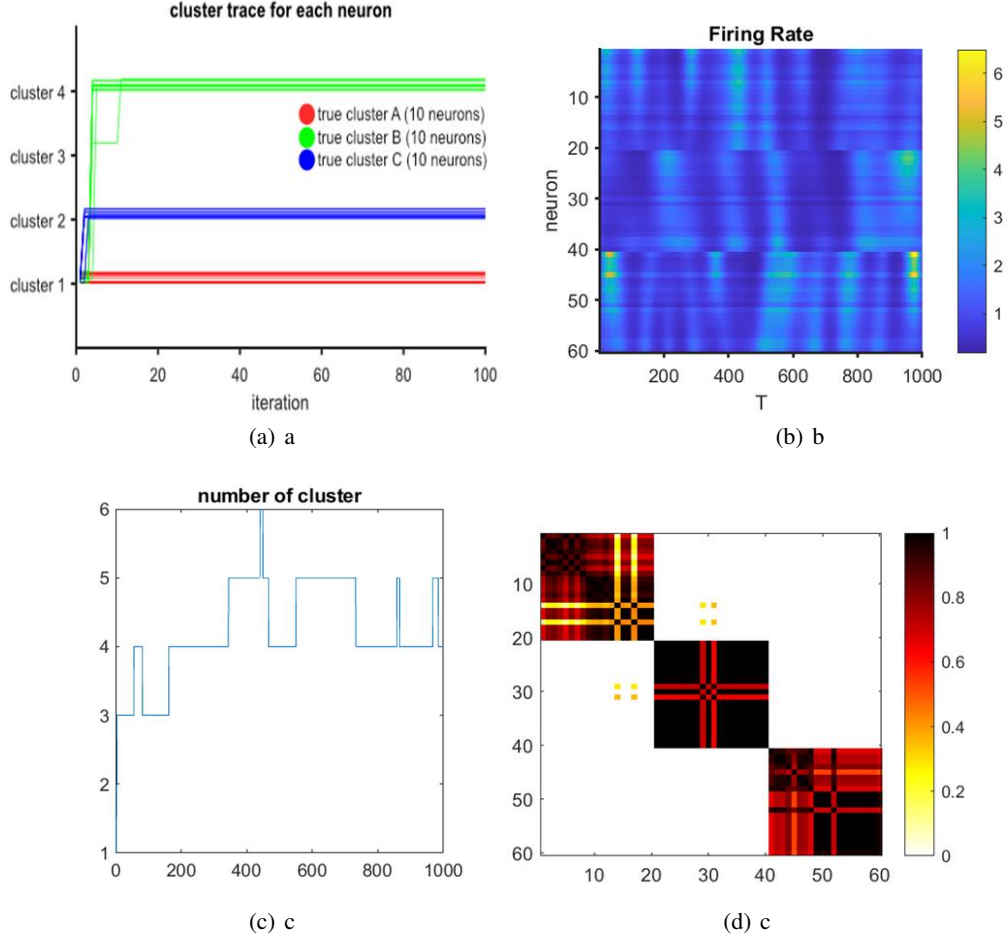 cluster trace for each neuron
cluster 4
cluster 3
cluster 2
cluster 1
true cluster A (10 neurons)
true cluster B (10 neurons)
true cluster C (10 neurons)
0 20 40 60 80 100
iteration
(a) a
Firing Rate
neuron
10
20
30
40
50
60
200 400 600 800 1000
T
6
5
4
3
2
1
(b) b
number of cluster
6
5
4
3
2
1
0 200 400 600 800 1000
(c) c
10
20
30
40
50
60
10 20 30 40 50 60
1
0.8
0.6
0.4
0.2
0
(d) c